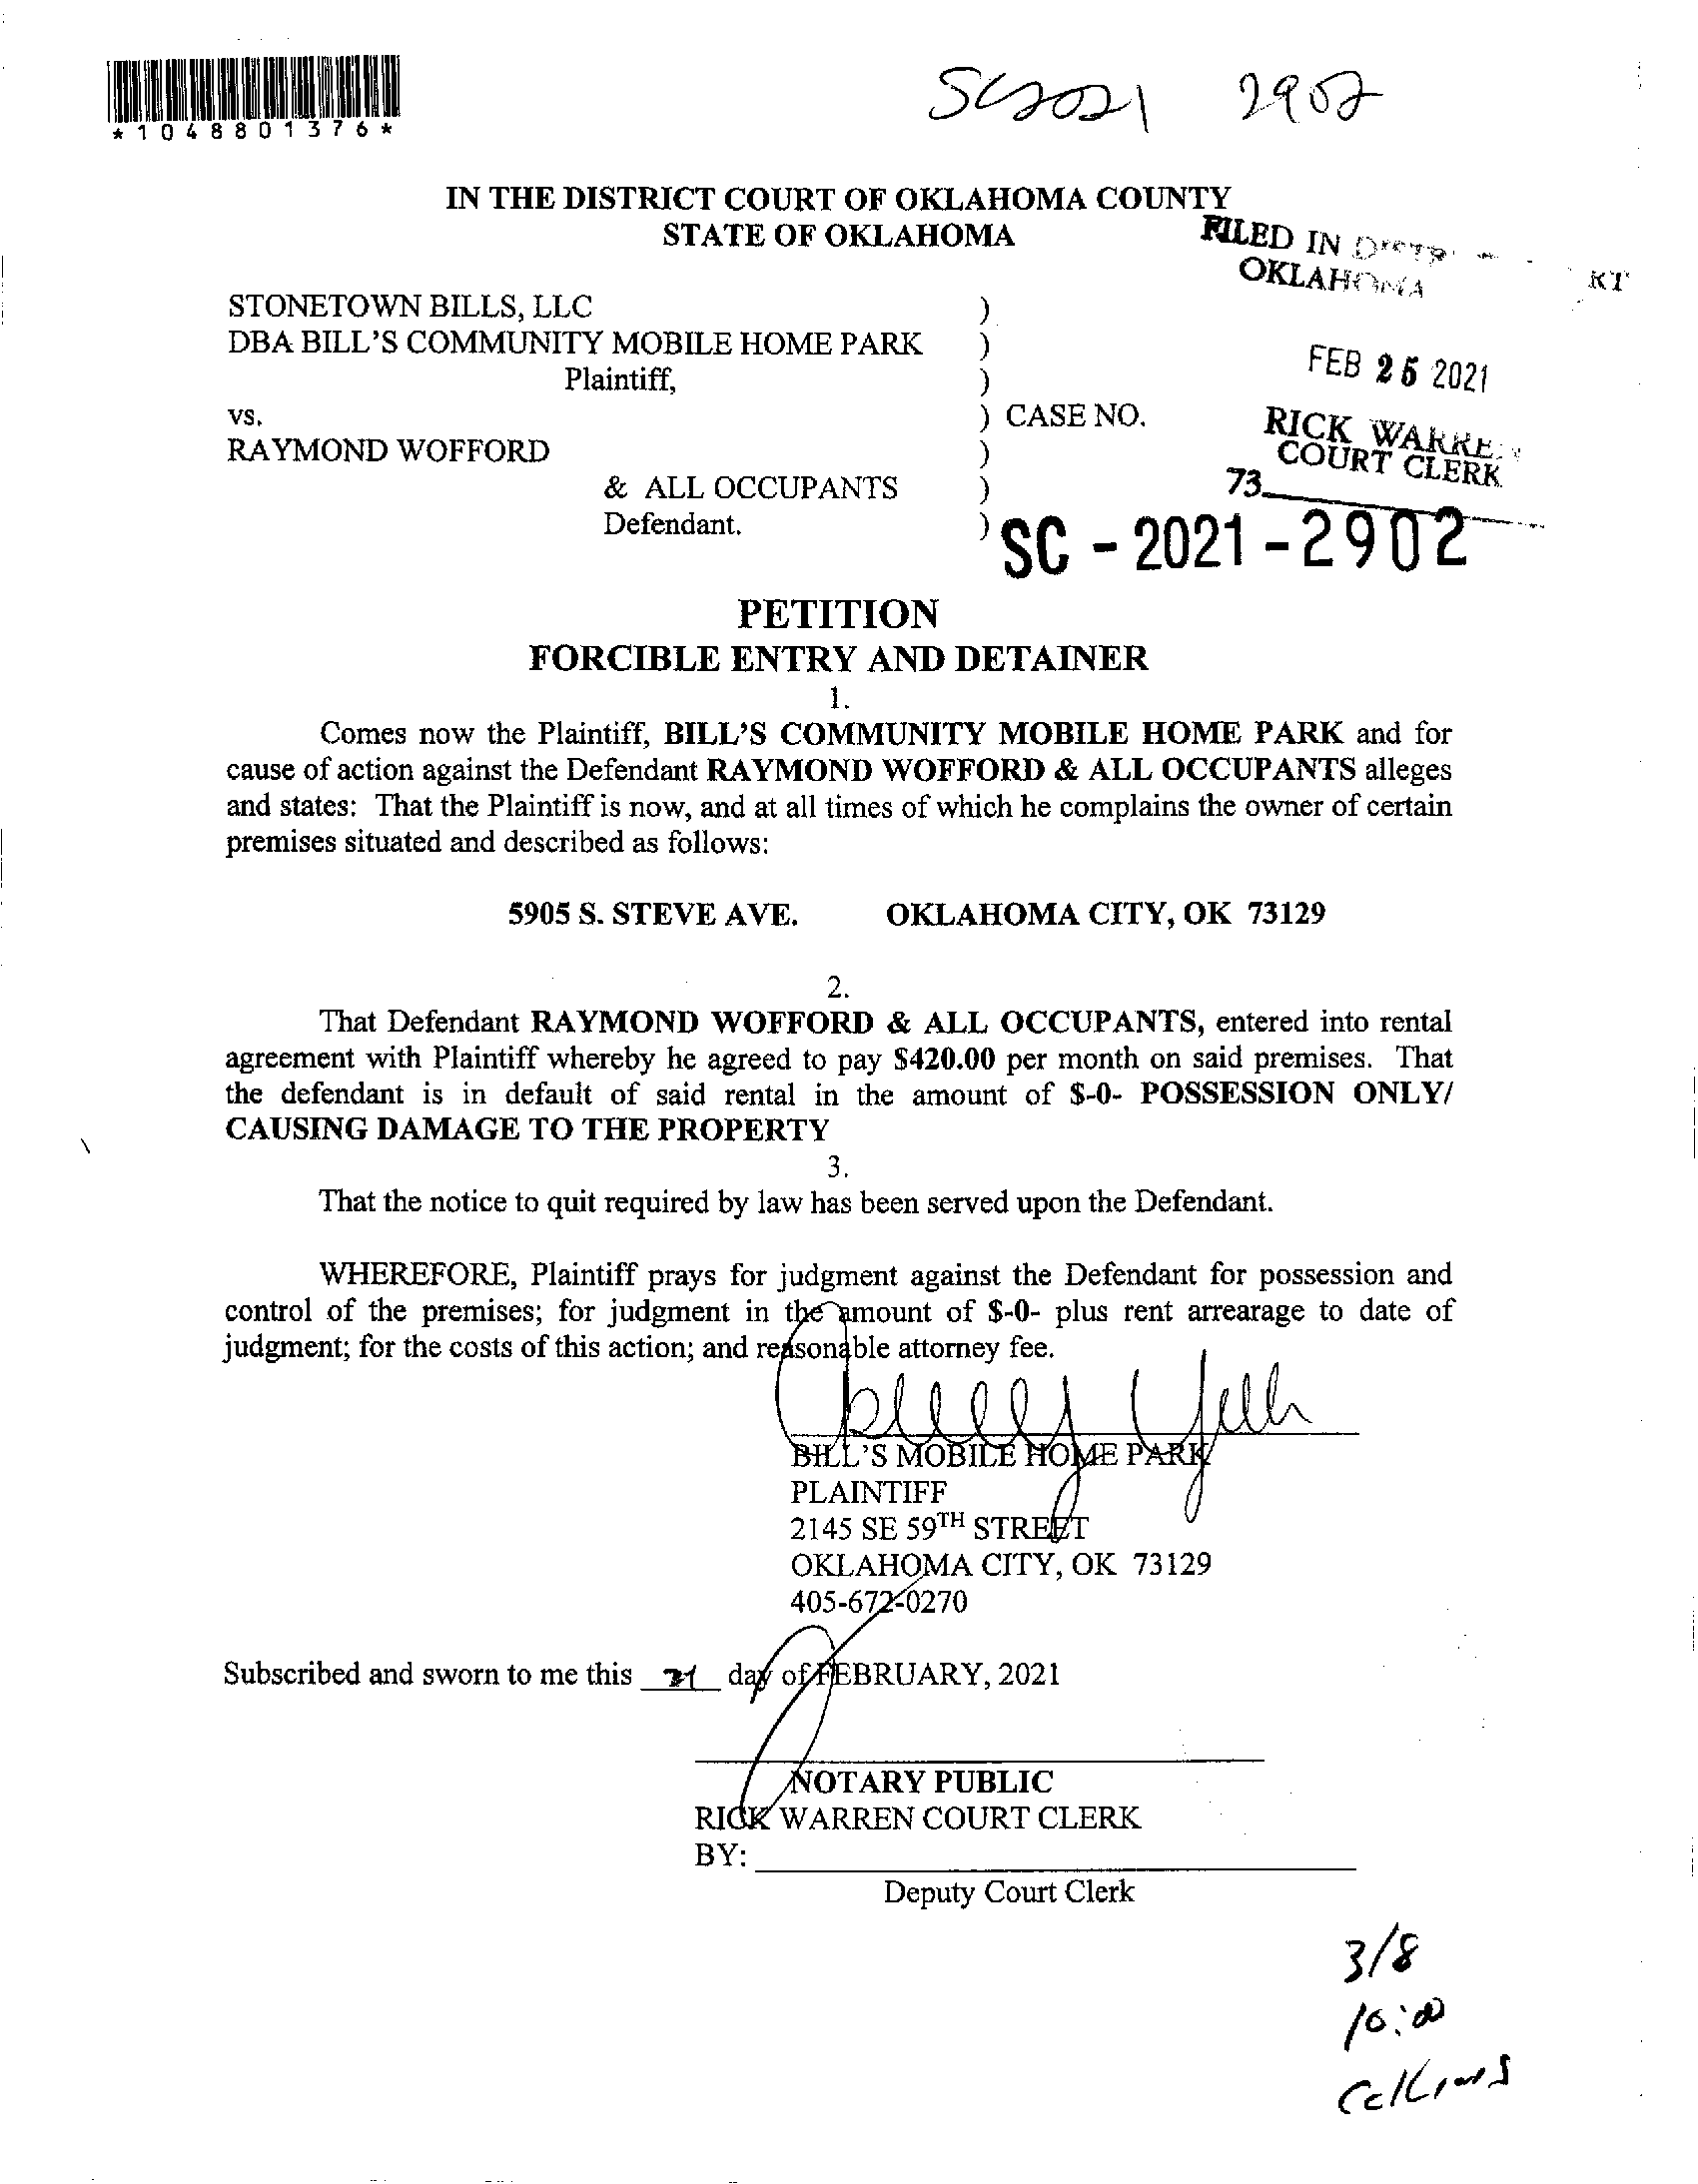 *1048801376*
SC2021 2902
IN THE DISTRICT COURT OF OKLAHOMA COUNTY
STATE OF OKLAHOMA
FILED IN
OKLAHOMA
STONETOWN BILLS, LLC )
DBA BILL'S COMMUNITY MOBILE HOME PARK )
Plaintiff, )
FEB 25 2021
vs. ) CASE NO.
RAYMOND WOFFORD )
RICK WARREN
COURT CLERK
& ALL OCCUPANTS )
73
Defendant. )
SC - 2021 - 2902
PETITION
FORCIBLE ENTRY AND DETAINER
1.
Comes now the Plaintiff, BILL'S COMMUNITY MOBILE HOME PARK and for
cause of action against the Defendant RAYMOND WOFFORD & ALL OCCUPANTS alleges
and states: That the Plaintiff is now, and at all times of which he complains the owner of certain
premises situated and described as follows:
5905 S. STEVE AVE. OKLAHOMA CITY, OK 73129
2.
That Defendant RAYMOND WOFFORD & ALL OCCUPANTS, entered into rental
agreement with Plaintiff whereby he agreed to pay $420.00 per month on said premises. That
the defendant is in default of said rental in the amount of $-0- POSSESSION ONLY/
CAUSING DAMAGE TO THE PROPERTY
3.
That the notice to quit required by law has been served upon the Defendant.
WHEREFORE, Plaintiff prays for judgment against the Defendant for possession and
control of the premises; for judgment in the amount of $-0- plus rent arrearage to date of
judgment; for the costs of this action; and reasonable attorney fee.
BILL'S MOBILE HOME PARK
PLAINTIFF
2145 SE 59TH STREET
OKLAHOMA CITY, OK 73129
405-672-0270
Subscribed and sworn to me this day of FEBRUARY, 2021
NOTARY PUBLIC
RICK WARREN COURT CLERK
BY:
Deputy Court Clerk
3/8
10:00
Collins